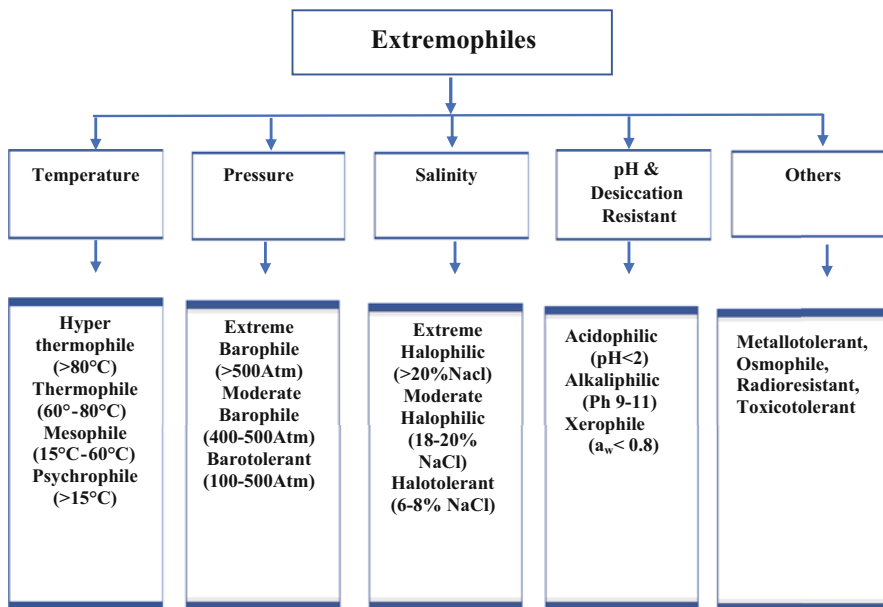 Extremophiles
Temperature
Pressure
Salinity
pH &
Desiccation
Resistant
Others
Hyper
thermophile
(>80°C)
Thermophile
(60°-80°C)
Mesophile
(15°C-60°C)
Psychrophile
(>15°C)
Extreme
Barophile
(>500Atm)
Moderate
Barophile
(400-500Atm)
Barotolerant
(100-500Atm)
Extreme
Halophilic
(>20%Nacl)
Moderate
Halophilic
(18-20%
NaCl)
Halotolerant
(6-8% NaCl)
Acidophilic
(pH<2)
Alkaliphilic
(Ph 9-11)
Xerophile
(aw< 0.8)
Metallotolerant,
Osmophile,
Radioresistant,
Toxicotolerant